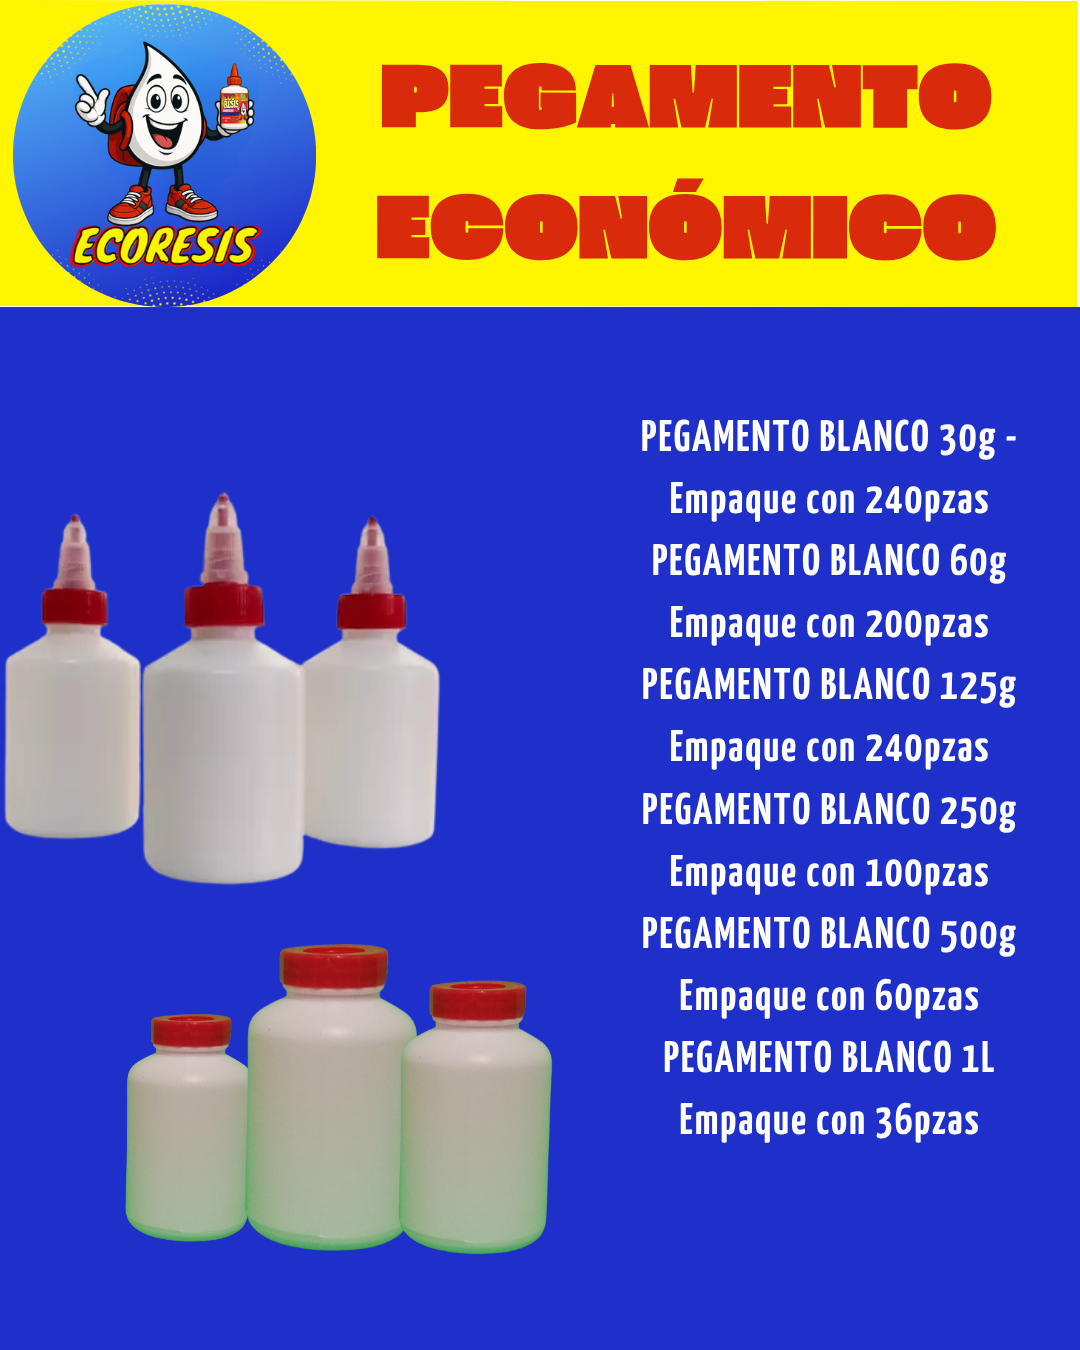 PEGAMENTO
ECONÓMICO
ECORESIS
PEGAMENTO BLANCO 30g -
Empaque con 240pzas
PEGAMENTO BLANCO 60g
Empaque con 200pzas
PEGAMENTO BLANCO 125g
Empaque con 240pzas
PEGAMENTO BLANCO 250g
Empaque con 100pzas
PEGAMENTO BLANCO 500g
Empaque con 60pzas
PEGAMENTO BLANCO 1L
Empaque con 36pzas